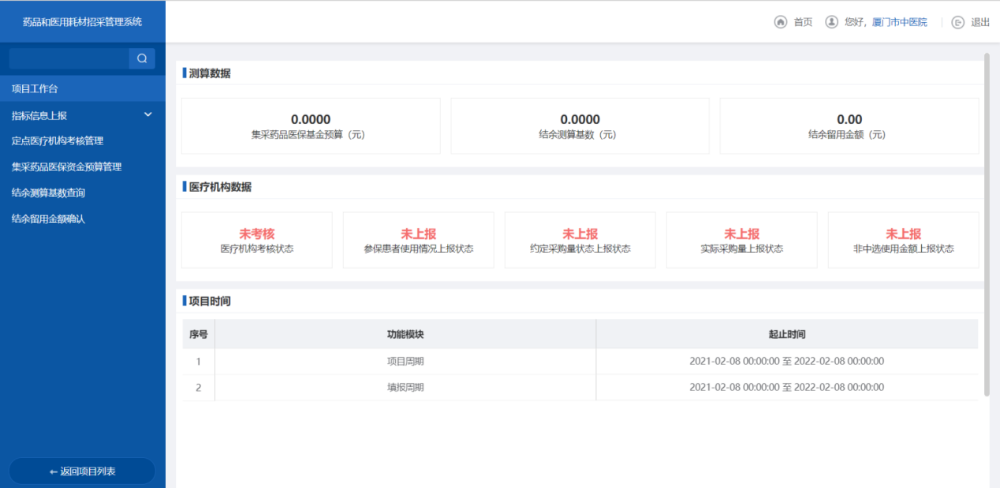 药品和医用耗材招采管理系统
首页 您好，厦门市中医院 退出
项目工作台
指标信息上报
定点医疗机构考核管理
集采药品医保资金预算管理
结余测算基数查询
结余留用金额确认
←返回项目列表
测算数据
0.0000 0.0000 0.00
集采药品医保基金预算（元） 结余测算基数（元） 结余留用金额（元）
医疗机构数据
未考核 未上报 未上报 未上报 未上报
医疗机构考核状态 参保患者使用情况上报状态 约定采购量状态上报状态 实际采购量上报状态 非中选使用金额上报状态
项目时间
序号 功能模块 起止时间
1 项目周期 2021-02-08 00:00:00 至 2022-02-08 00:00:00
2 填报周期 2021-02-08 00:00:00 至 2022-02-08 00:00:00